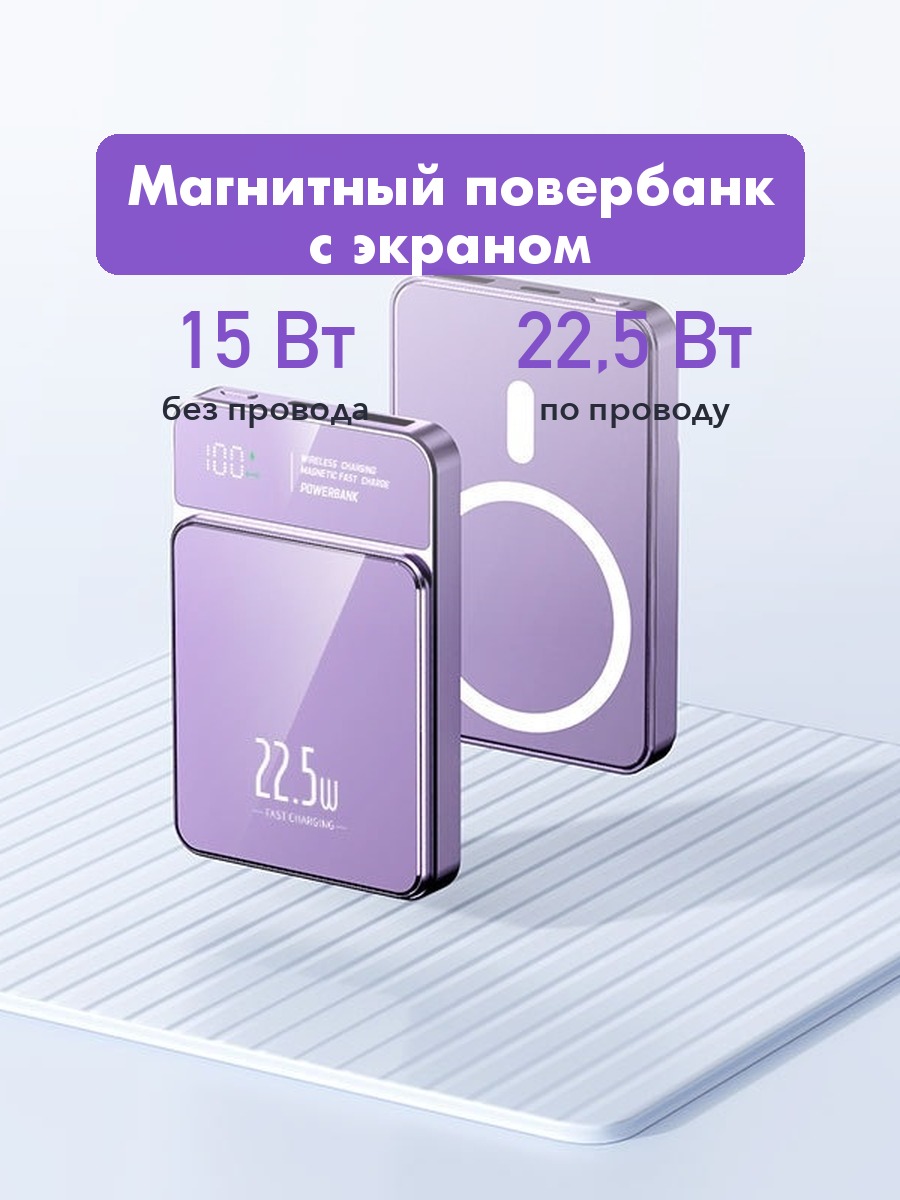 Магнитный повербанк
с экраном
15 Вт
22,5 Вт
без провода
по проводу
100
WIRELESS CHARGING
MAGNETIC FAST CHARGE
POWERBANK
22.5W
FAST CHARGING